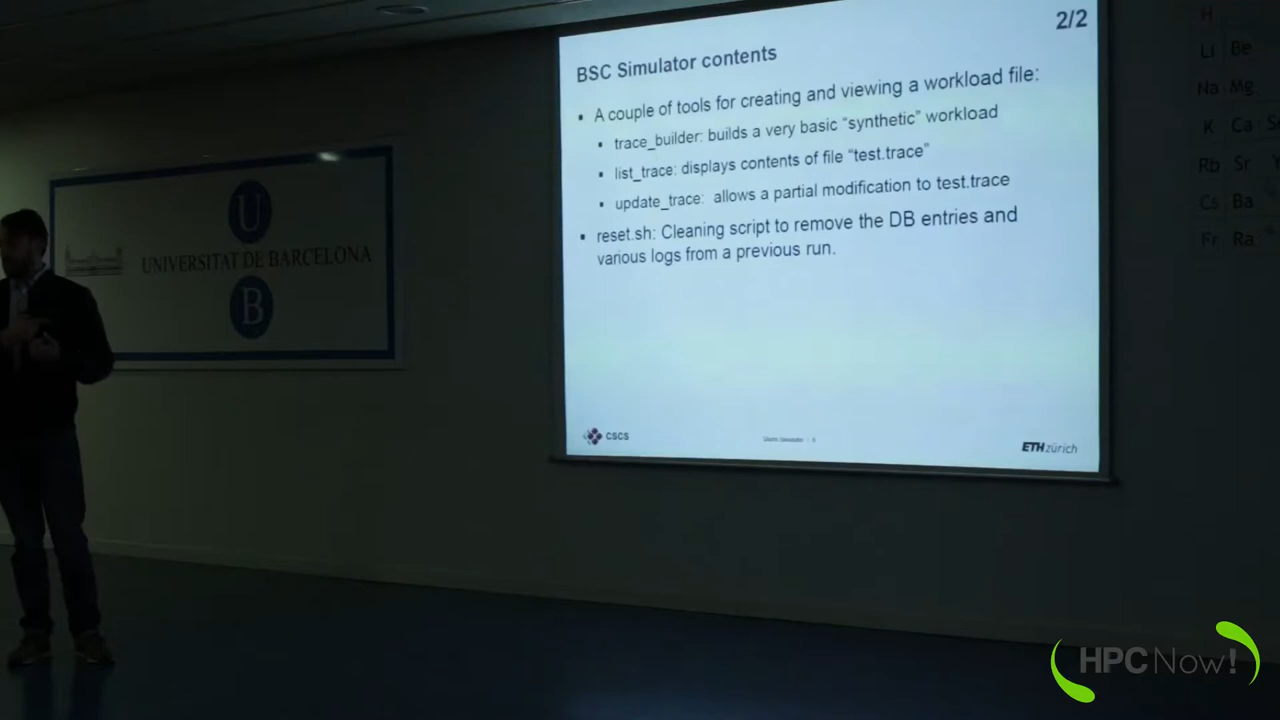 2/2
BSC Simulator contents
▪ A couple of tools for creating and viewing a workload file:
▪ trace_builder: builds a very basic “synthetic” workload
▪ list_trace: displays contents of file “test.trace”
▪ update_trace: allows a partial modification to test.trace
▪ reset.sh: Cleaning script to remove the DB entries and
various logs from a previous run.
CSCS
ETH zürich
U
UNIVERSITAT DE BARCELONA
B
H
Li Be
Na Mg
K Ca
Rb Sr
Cs Ba
Fr Ra
HPCNow!